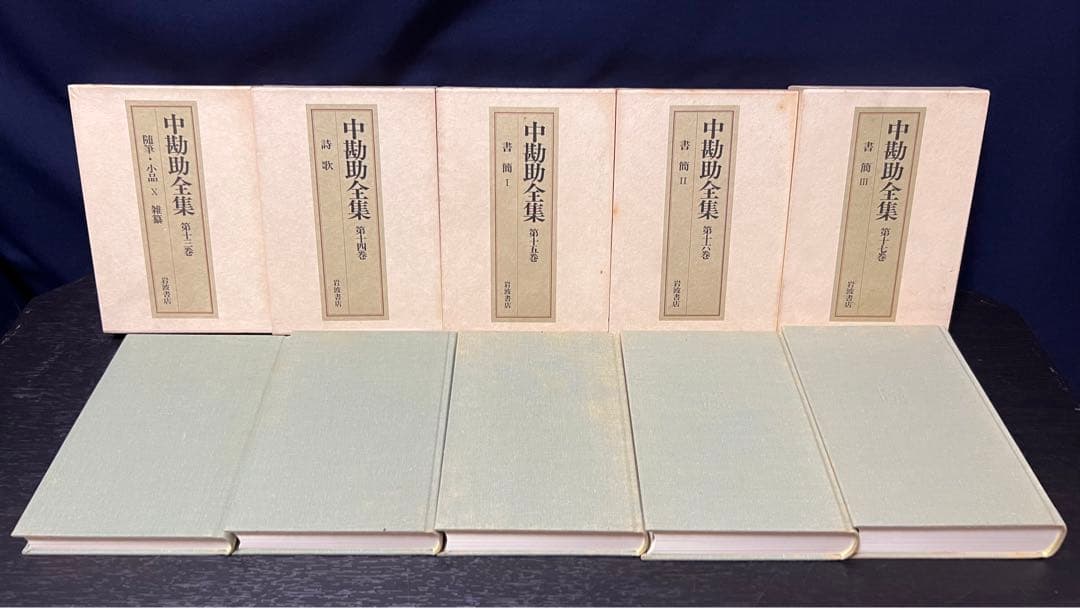 中勘助全集 第十三巻
随筆・小品 X 雑纂
岩波書店
中勘助全集 第十四巻
詩歌
岩波書店
中勘助全集 第十五巻
書簡 I
岩波書店
中勘助全集 第十六巻
書簡 II
岩波書店
中勘助全集 第十七巻
書簡 III
岩波書店